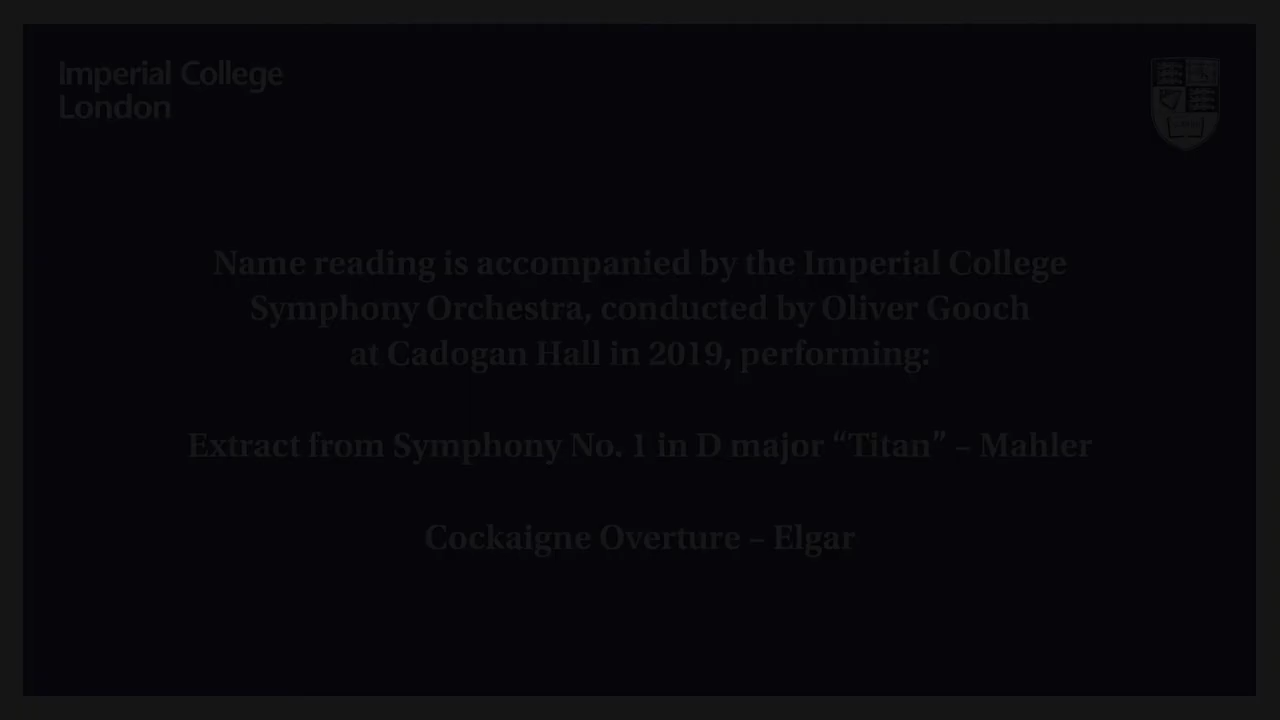 Imperial College
London
Name reading is accompanied by the Imperial College
Symphony Orchestra, conducted by Oliver Gooch
at Cadogan Hall in 2019, performing:
Extract from Symphony No. 1 in D major “Titan” – Mahler
Cockaigne Overture – Elgar